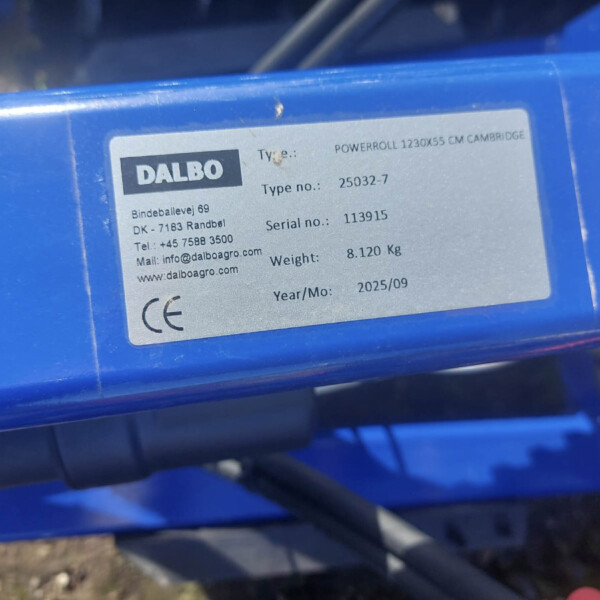 DALBO
Bindeballevej 69
DK - 7183 Randbøl
Tel.: +45 7588 3500
Mail: info@dalboagro.com
www.dalboagro.com
CE
Type.: POWERROLL 1230X55 CM CAMBRIDGE
Type no.: 25032-7
Serial no.: 113915
Weight: 8.120 Kg
Year/Mo: 2025/09